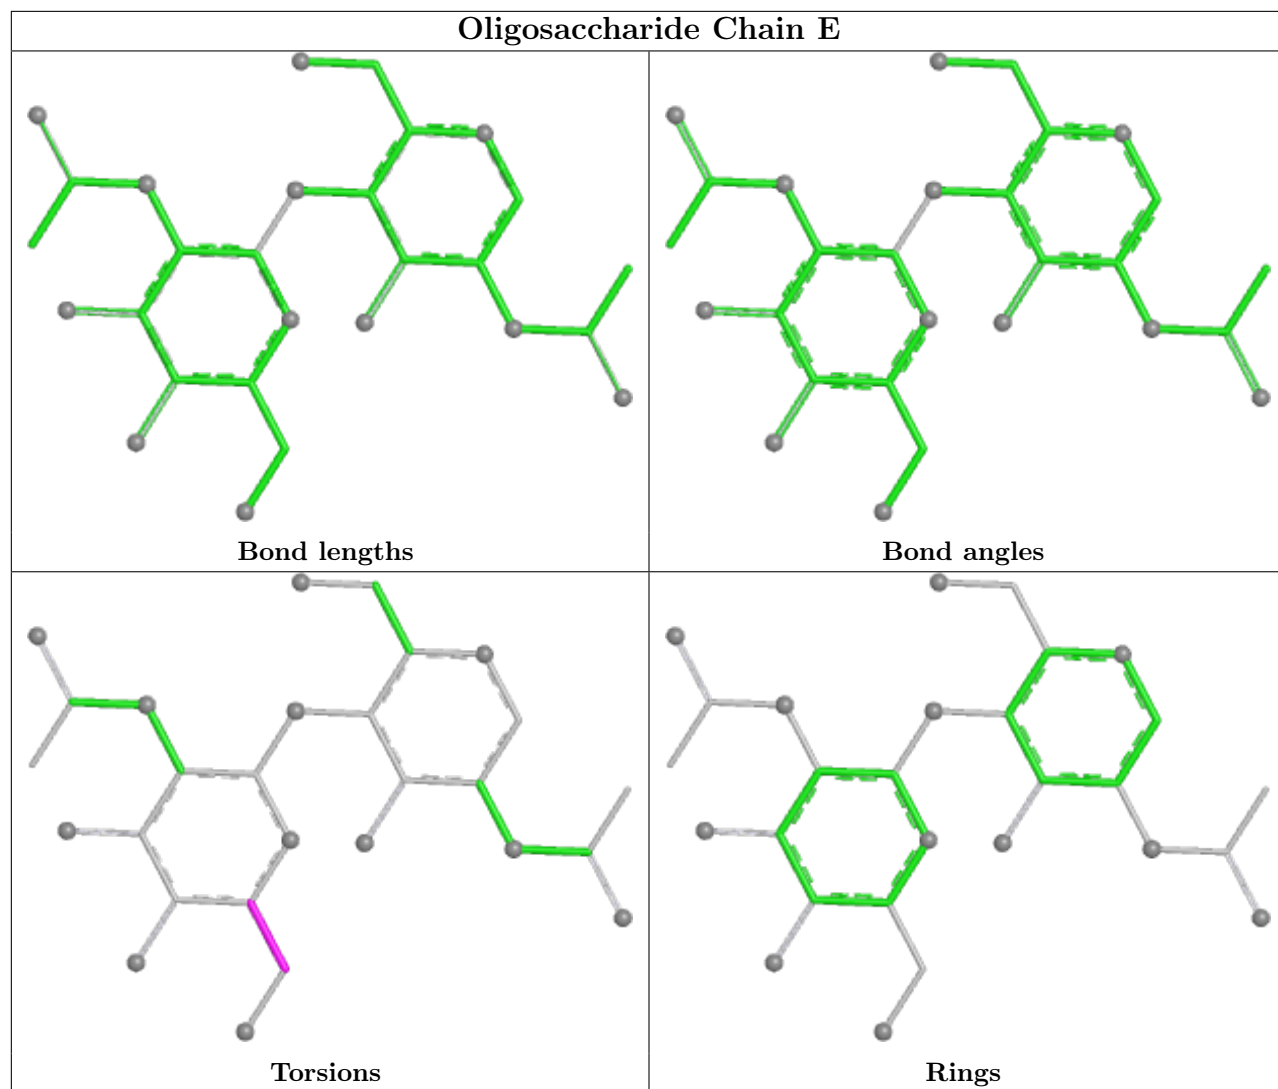 Oligosaccharide Chain E
Bond lengths
Bond angles
Torsions
Rings